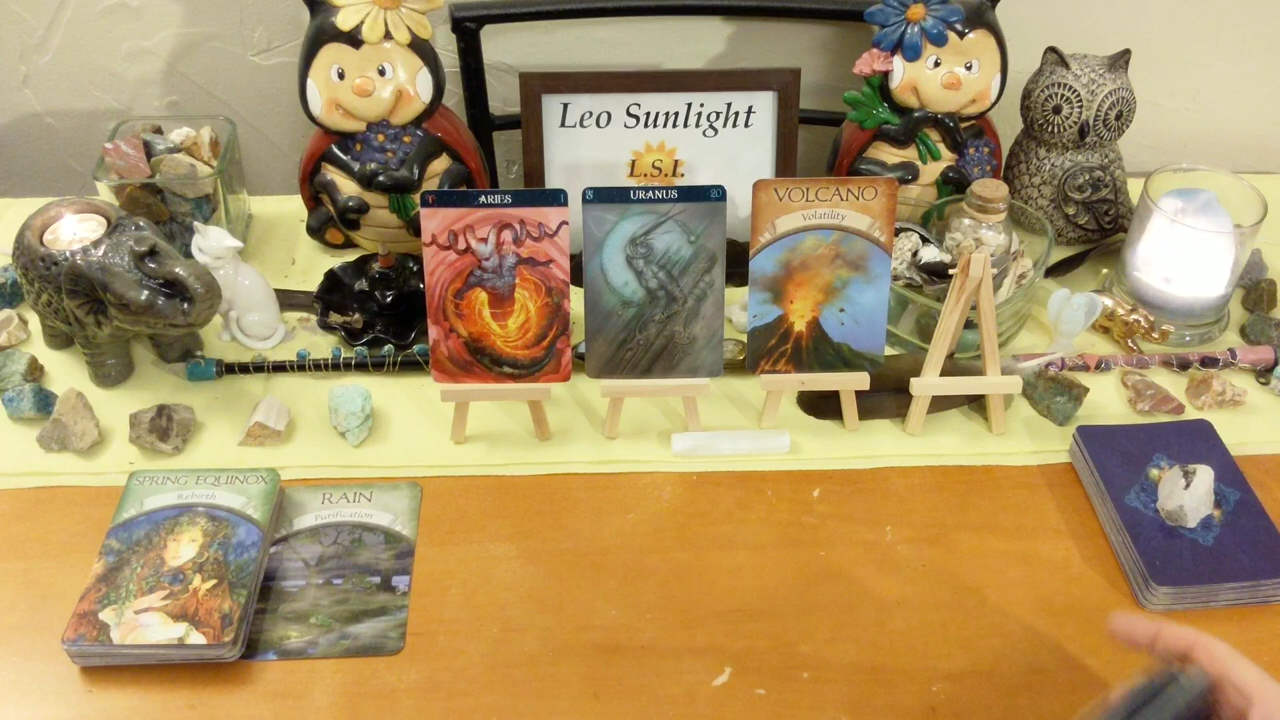 Leo Sunlight
L.S.I.
ARIES 1
URANUS 20
VOLCANO
Volatility
SPRING EQUINOX
Rebirth
RAIN
Purification